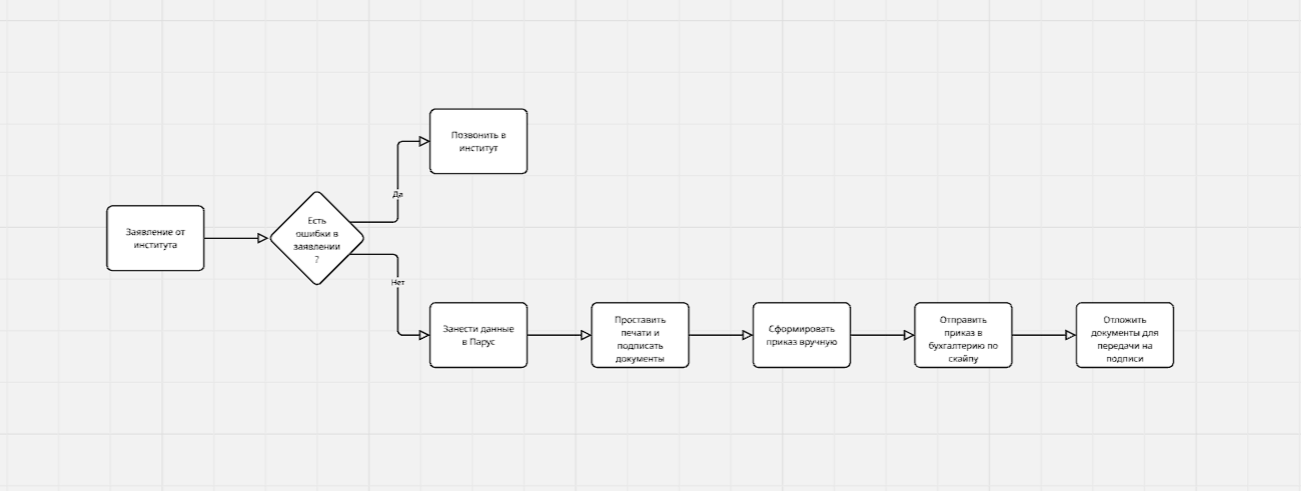 Позвонить в
институт
Да
Заявление от
института
Есть
ошибки в
заявлении
?
Нет
Занести данные
в Парус
Проставить
печати и
подписать
документы
Сформировать
приказ вручную
Отправить
приказ в
бухгалтерию по
скайпу
Отложить
документы для
передачи на
подписи